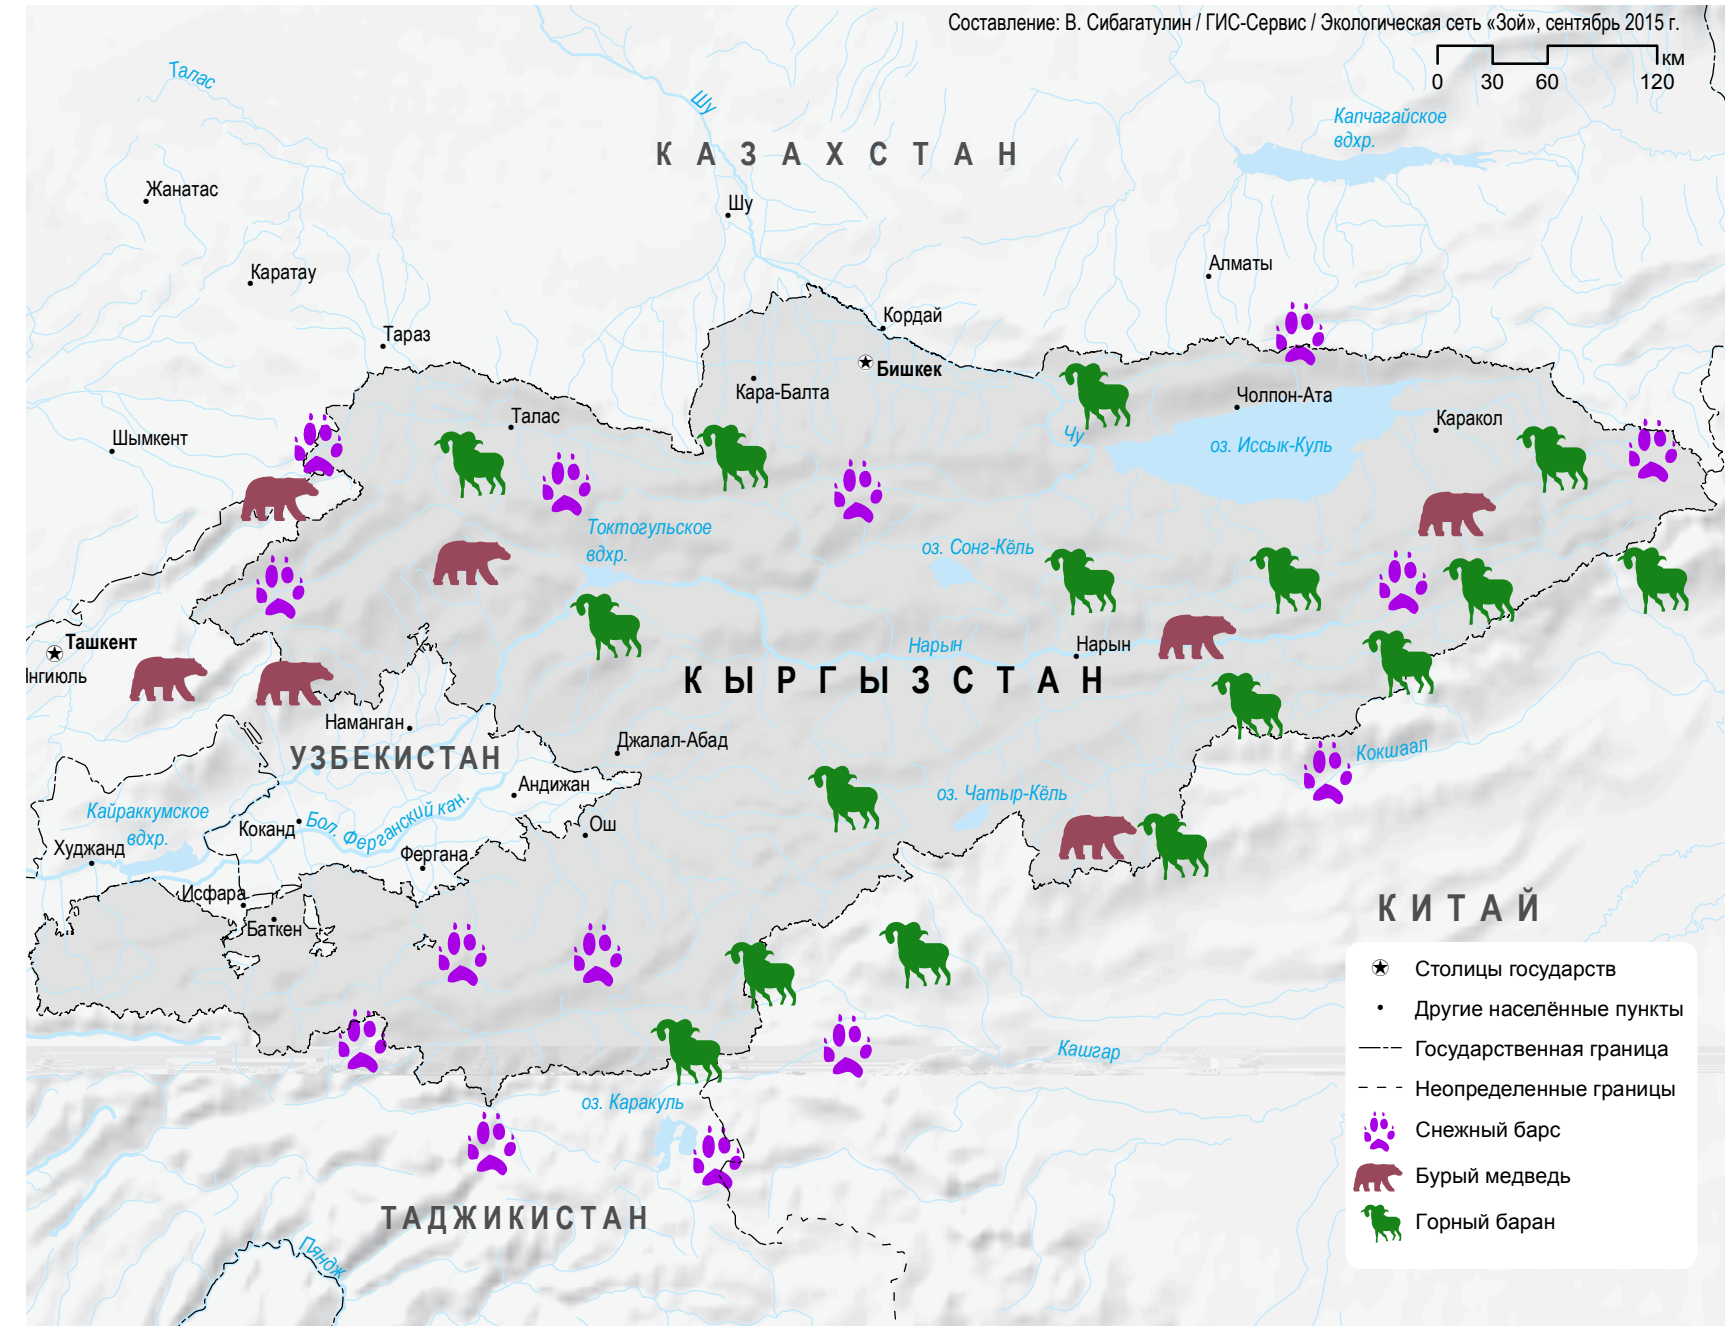 Составление: В. Сибагатулин / ГИС-Сервис / Экологическая сеть «Зой», сентябрь 2015 г.
км
0 30 60 120
Талас
Шу
Капчагайское
вдхр.
КАЗАХСТАН
Жанатас
Шу
Каратау
Алматы
Тараз
Кордай
Бишкек
Кара-Балта
Чолпон-Ата
Талас
Каракол
Чу
Шымкент
оз. Иссык-Куль
Токтогульское
вдхр.
оз. Сонг-Кёль
Ташкент
Нарын
Нарын
нгиюль
КЫРГЫЗСТАН
Наманган
Джалал-Абад
УЗБЕКИСТАН
Кокшаал
Андижан
оз. Чатыр-Кёль
Кайраккумское
вдхр.
Коканд
Бол. Ферганский кан.
Ош
Худжанд
Фергана
Исфара
Баткен
КИТАЙ
Столицы государств
Другие населённые пункты
Государственная граница
Неопределенные границы
Снежный барс
Бурый медведь
Горный баран
Кашгар
оз. Каракуль
ТАДЖИКИСТАН
Пяндж